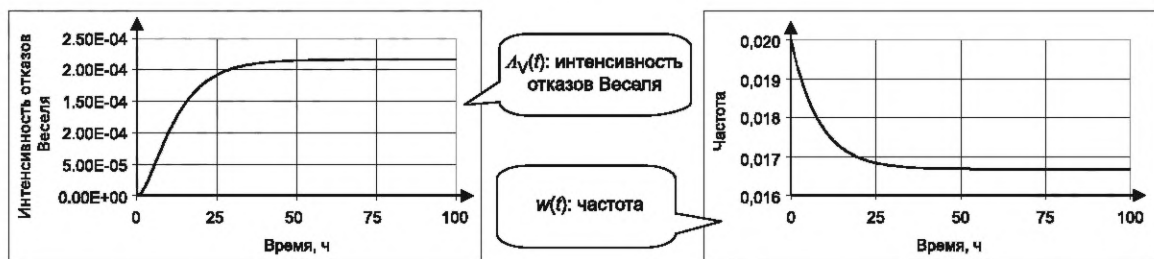 2.50E-04
2.00E-04
1.50E-04
2.00E-04
5.00E-05
0.00E+00
Интенсивность отказов
Веселя
0
25
50
75
100
Время, ч
ΛV(t): интенсивность
отказов Веселя
w(t): частота
0,020
0,019
0,018
0,017
0,016
Частота
0
25
50
75
100
Время, ч